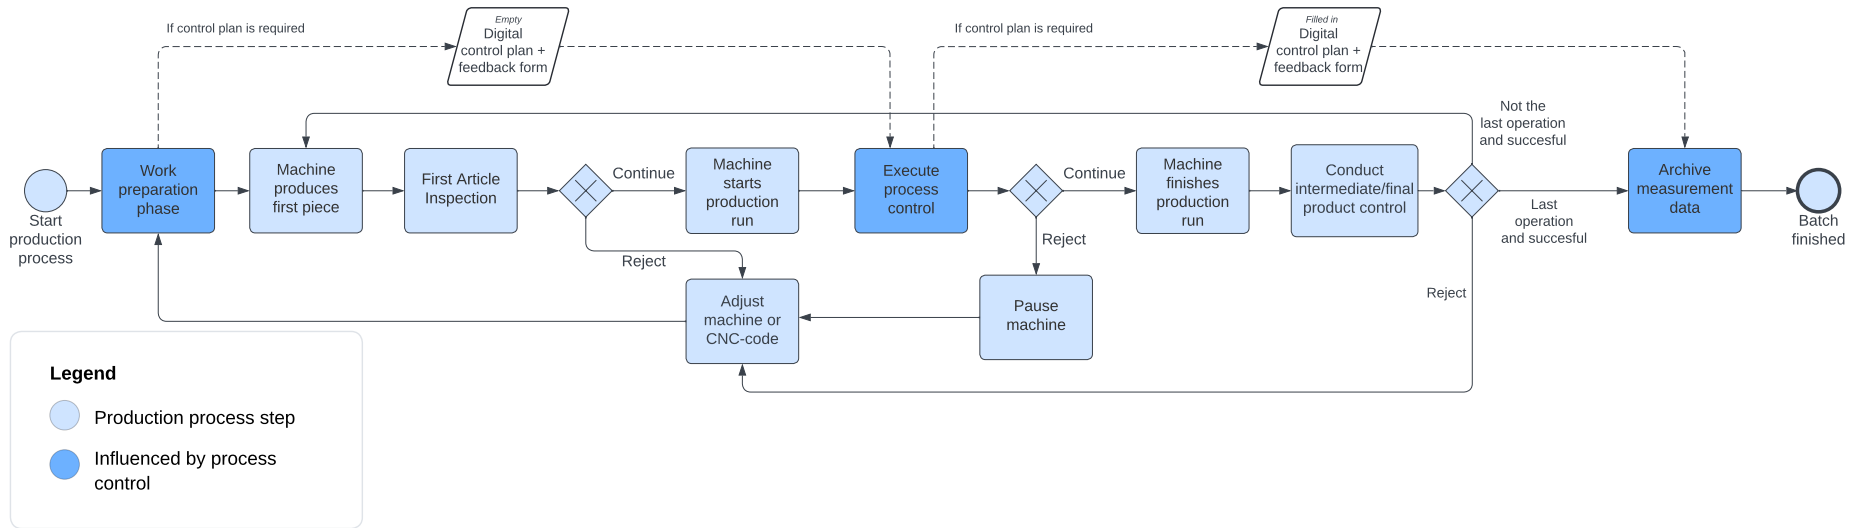 If control plan is required
Empty
Digital
control plan +
feedback form
If control plan is required
Filled in
Digital
control plan +
feedback form
Not the
last operation
and succesful
Start
production
process
Work
preparation
phase
Machine
produces
first piece
First Article
Inspection
Continue
Machine
starts
production
run
Execute
process
control
Continue
Machine
finishes
production
run
Conduct
intermediate/final
product control
Last
operation
and succesful
Archive
measurement
data
Batch
finished
Reject
Reject
Reject
Adjust
machine or
CNC-code
Pause
machine
Legend
Production process step
Influenced by process
control